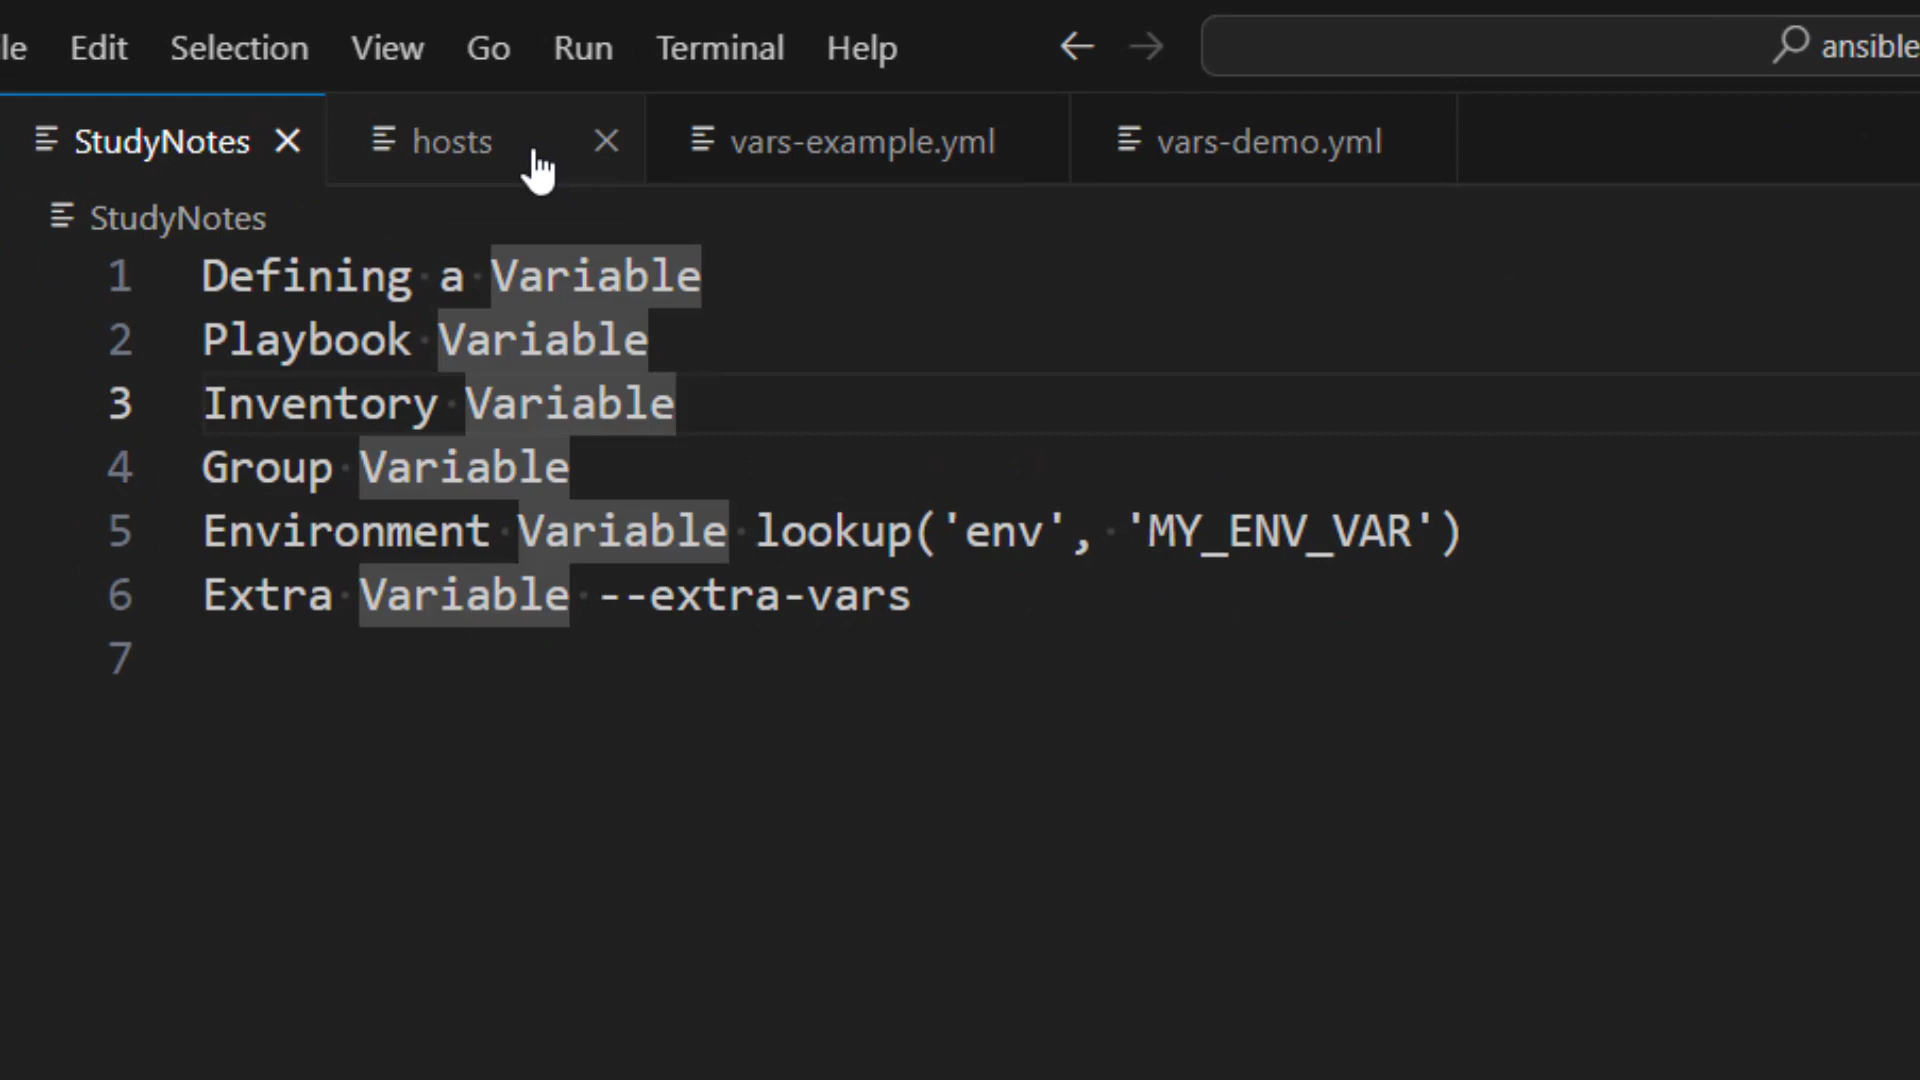 le Edit Selection View Go Run Terminal Help ansible
StudyNotes hosts vars-example.yml vars-demo.yml
StudyNotes
1 Defining a Variable
2 Playbook Variable
3 Inventory Variable
4 Group Variable
5 Environment Variable lookup('env', 'MY_ENV_VAR')
6 Extra Variable --extra-vars
7